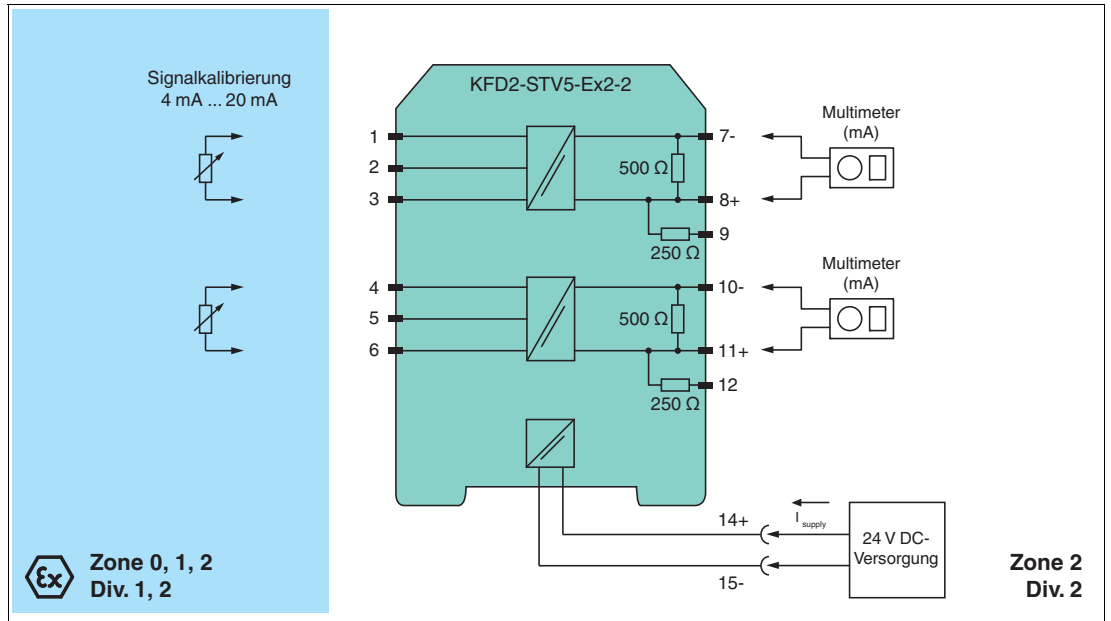 Signalkalibrierung
4 mA ... 20 mA
KFD2-STV5-Ex2-2
Multimeter
(mA)
1
2
3
500 Ω
7-
8+
9
250 Ω
Multimeter
(mA)
4
5
6
500 Ω
10-
11+
12
250 Ω
14+
I supply
24 V DC-
Versorgung
15-
Ex
Zone 0, 1, 2
Div. 1, 2
Zone 2
Div. 2